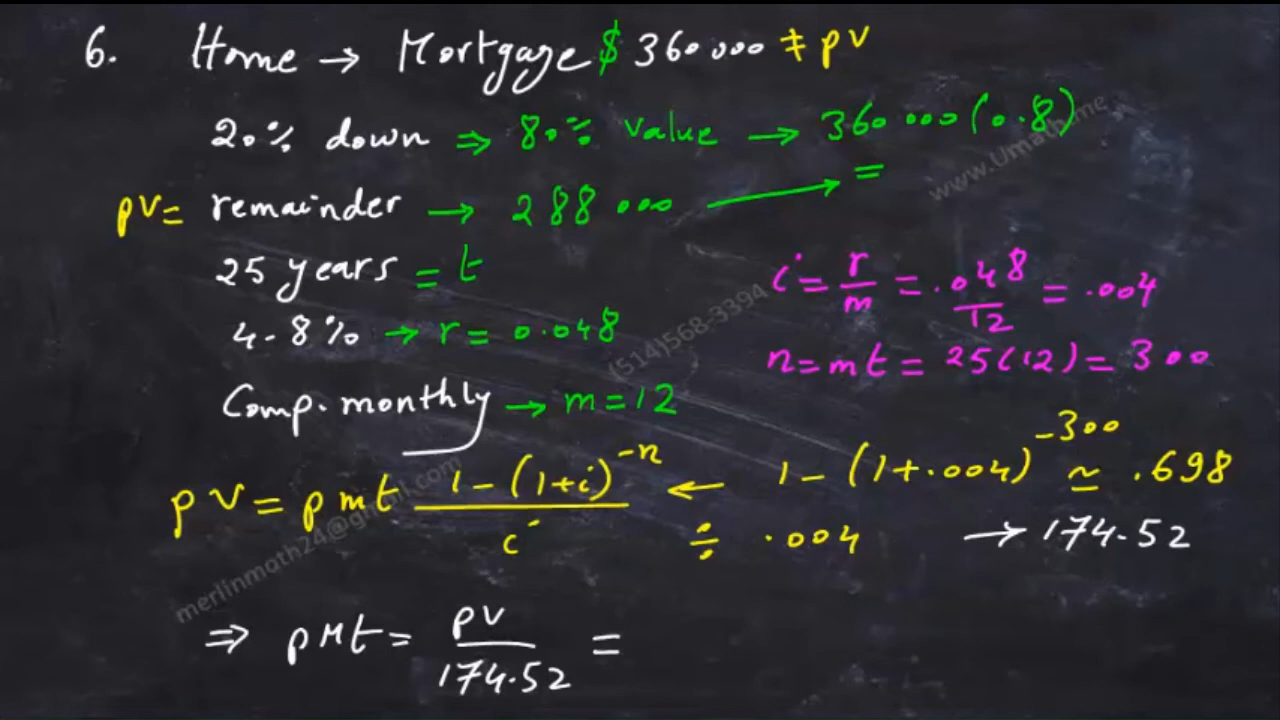 6. Home → Mortgage $ 360000 ≠ pv
20% down ⇒ 80% value → 360000(0.8)
pv= remainder → 288000 → =
25 years = t
4.8% → r = 0.048
Comp. monthly → m=12
i = r/m = .048/12 = .004
n=mt = 25(12) = 300
pv = pmt (1-(1+i)^-n)/i ← 1-(1+.004)^-300 ≃ .698
÷ .004 → 174.52
⇒ pMt = pv/174.52 =
www.Umath.me
(514)568-3394
merlinmath24@gmail.com